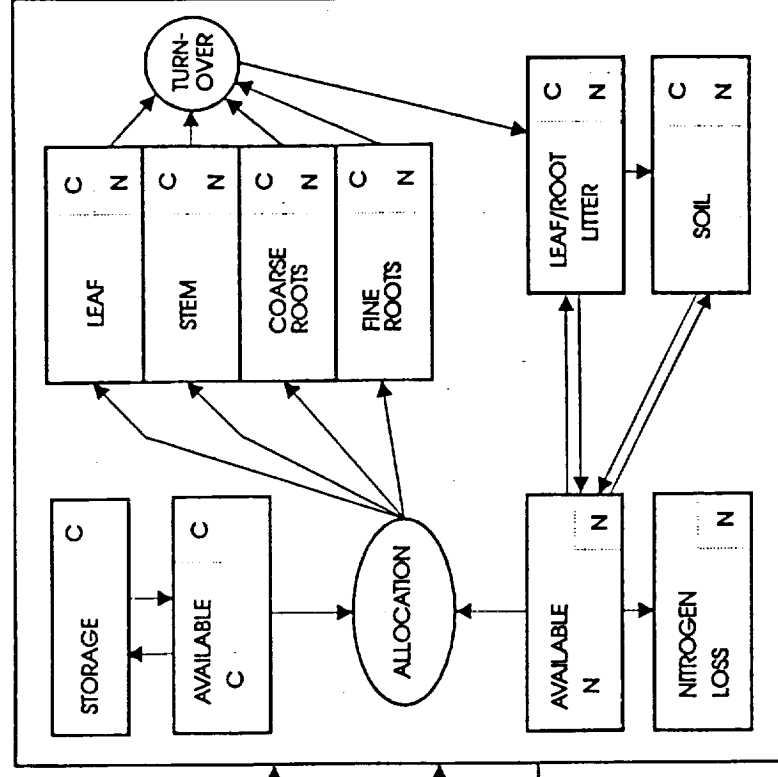 STORAGE
C
AVAILABLE
C
C
ALLOCATION
AVAILABLE
N
N
NITROGEN
LOSS
N
LEAF
C
N
STEM
C
N
COARSE
ROOTS
C
N
FINE
ROOTS
C
N
TURN-
OVER
LEAF/ROOT
LITTER
C
N
SOIL
C
N